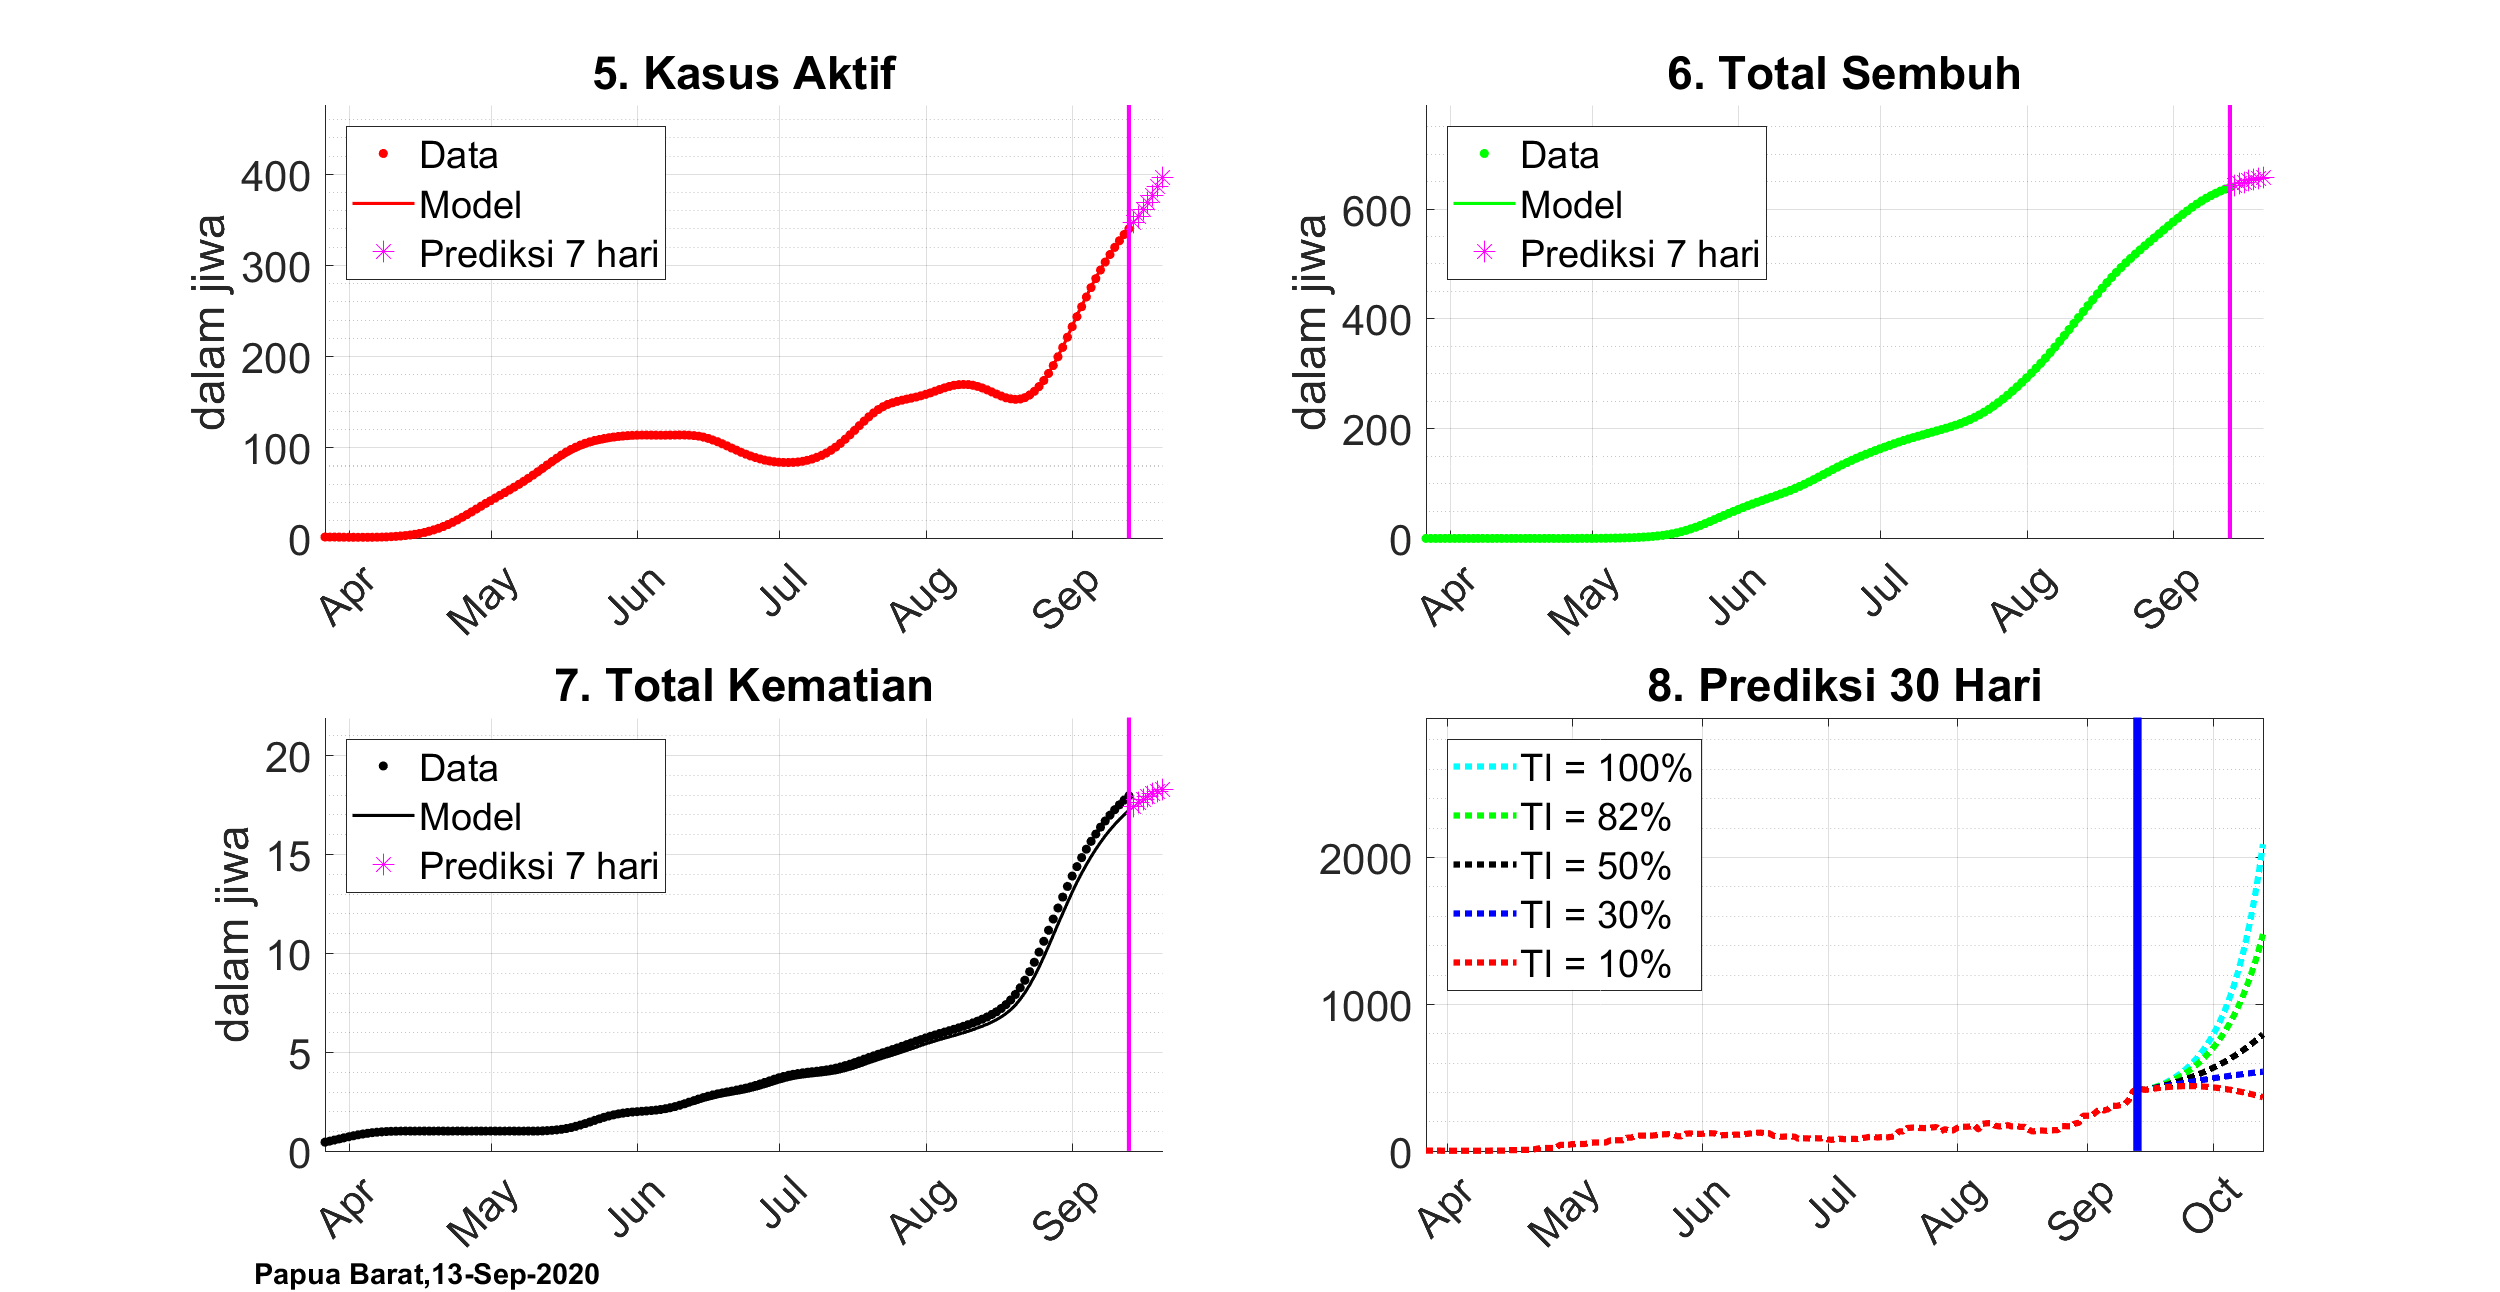 5. Kasus Aktif
dalam jiwa
400
300
200
100
0
Data
Model
Prediksi 7 hari
Apr
May
Jun
Jul
Aug
Sep
6. Total Sembuh
dalam jiwa
600
400
200
0
Data
Model
Prediksi 7 hari
Apr
May
Jun
Jul
Aug
Sep
7. Total Kematian
dalam jiwa
20
15
10
5
0
Data
Model
Prediksi 7 hari
Apr
May
Jun
Jul
Aug
Sep
8. Prediksi 30 Hari
2000
1000
0
TI = 100%
TI = 82%
TI = 50%
TI = 30%
TI = 10%
Apr
May
Jun
Jul
Aug
Sep
Oct
Papua Barat,13-Sep-2020